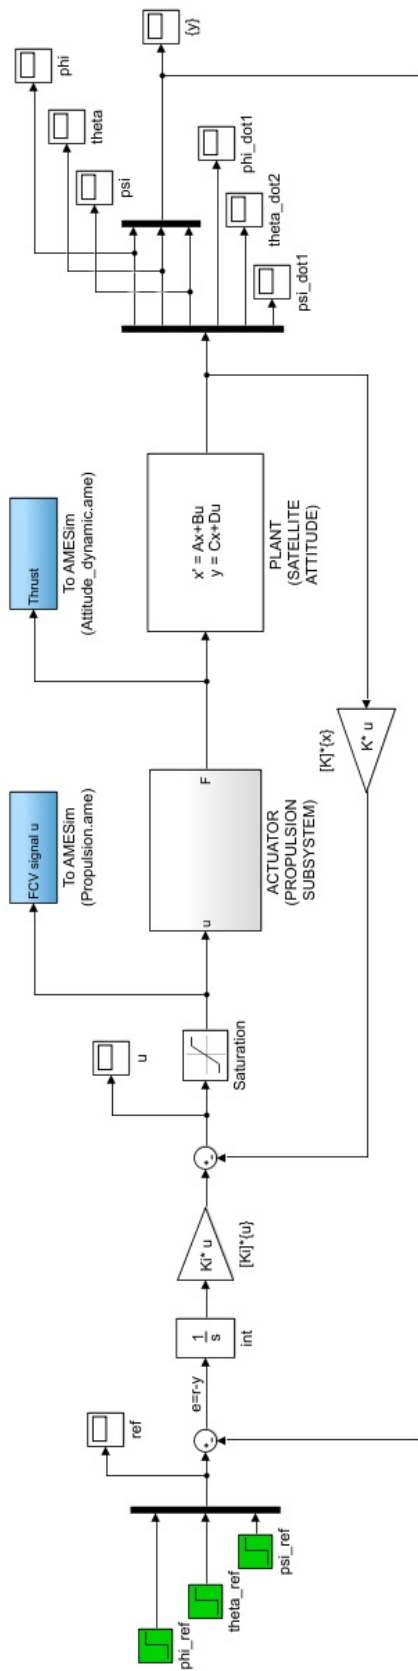 phi_ref
theta_ref
psi_ref
ref
e=r-y
1
s
int
Ki* u
[Ki]*{u}
u
Saturation
FCV signal u
To AMESim
(Propulsion.ame)
u
F
ACTUATOR
(PROPULSION
SUBSYSTEM)
Thrust
To AMESim
(Attitude_dynamic.ame)
x' = Ax+Bu
y = Cx+Du
PLANT
(SATELLITE
ATTITUDE)
[K]*{x}
K* u
phi
theta
psi
{y}
phi_dot1
theta_dot2
psi_dot1